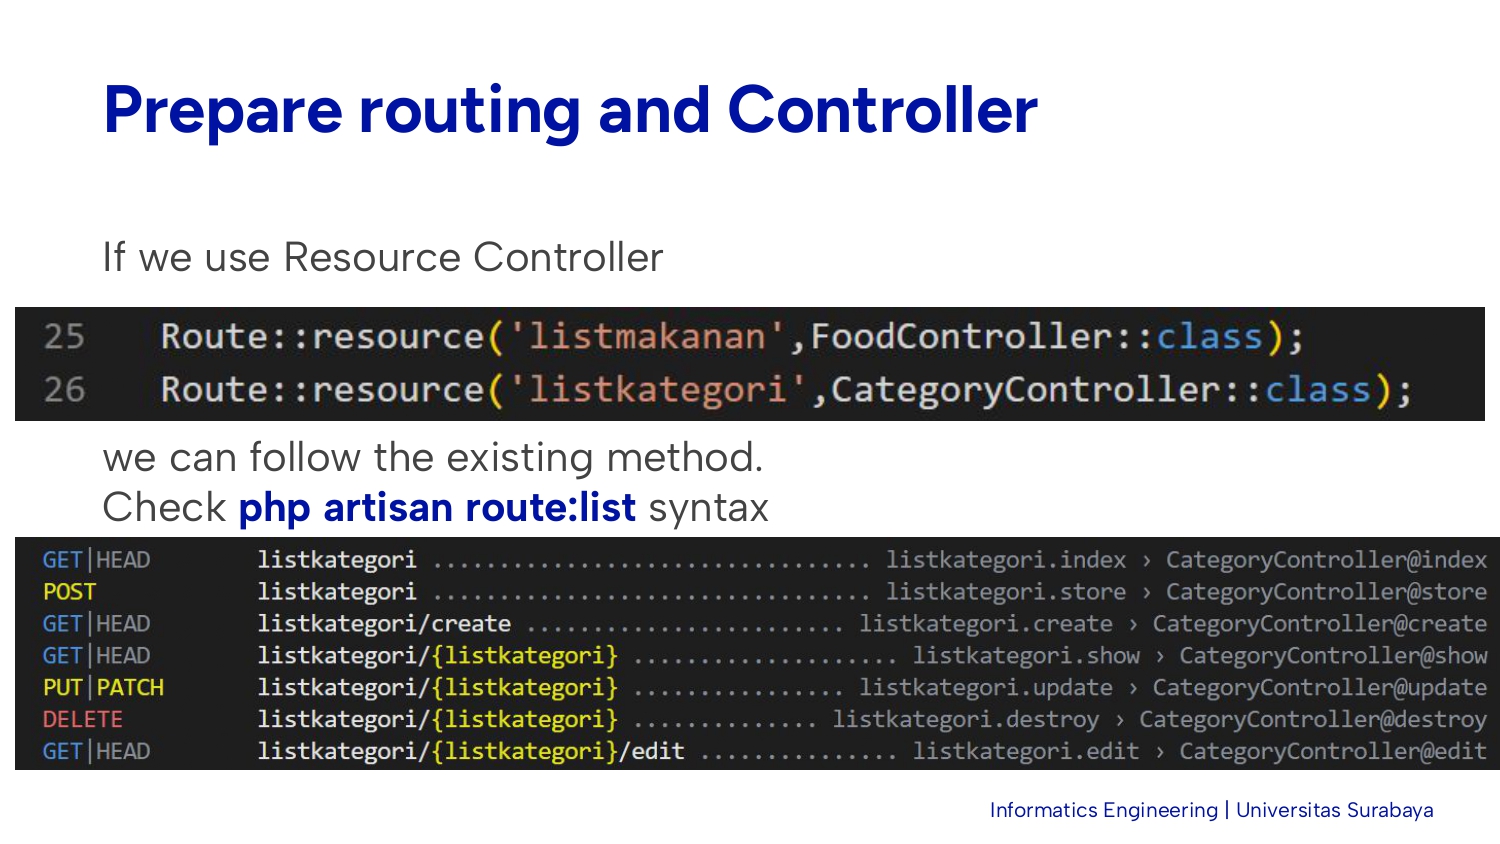 Prepare routing and Controller
If we use Resource Controller
25 Route::resource('listmakanan',FoodController::class);
26 Route::resource('listkategori',CategoryController::class);
we can follow the existing method.
Check php artisan route:list syntax
GET|HEAD listkategori ................................. listkategori.index › CategoryController@index
POST listkategori ................................. listkategori.store › CategoryController@store
GET|HEAD listkategori/create ........................ listkategori.create › CategoryController@create
GET|HEAD listkategori/{listkategori} .................... listkategori.show › CategoryController@show
PUT|PATCH listkategori/{listkategori} ................ listkategori.update › CategoryController@update
DELETE listkategori/{listkategori} .............. listkategori.destroy › CategoryController@destroy
GET|HEAD listkategori/{listkategori}/edit ............... listkategori.edit › CategoryController@edit
Informatics Engineering | Universitas Surabaya